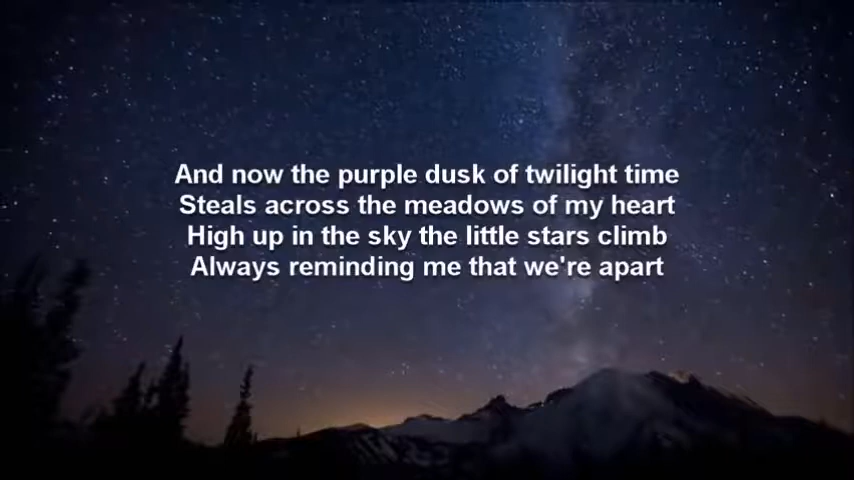 And now the purple dusk of twilight time
Steals across the meadows of my heart
High up in the sky the little stars climb
Always reminding me that we're apart